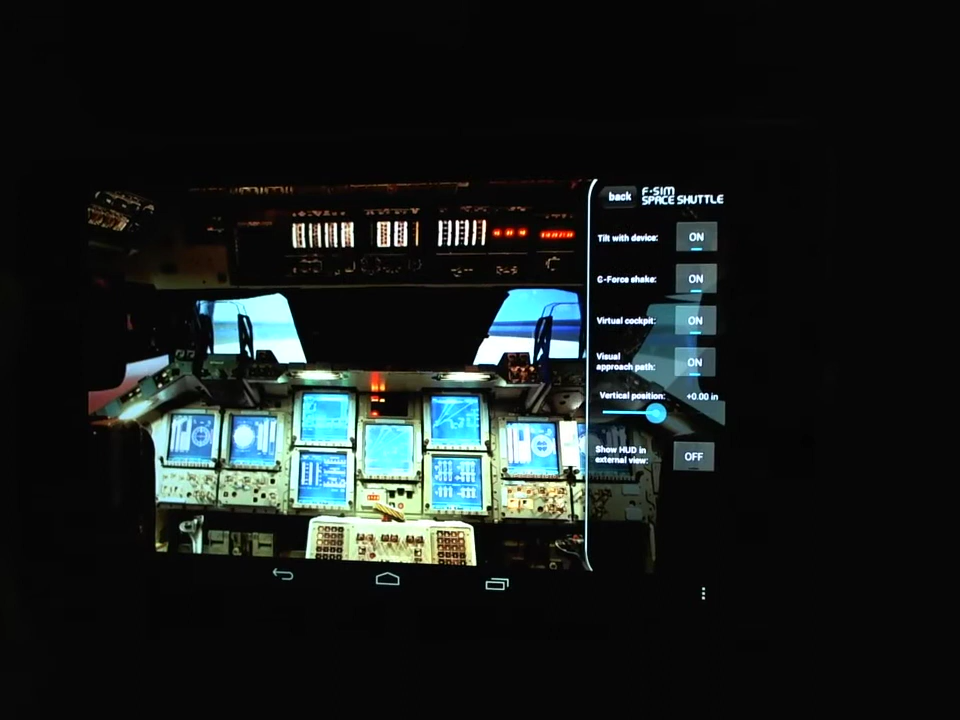 back
F-SIM
SPACE SHUTTLE
Tilt with device:
ON
G-Force shake:
ON
Virtual cockpit:
ON
Visual
approach path:
ON
Vertical position:
+0.00 in
Show HUD in
external view:
OFF